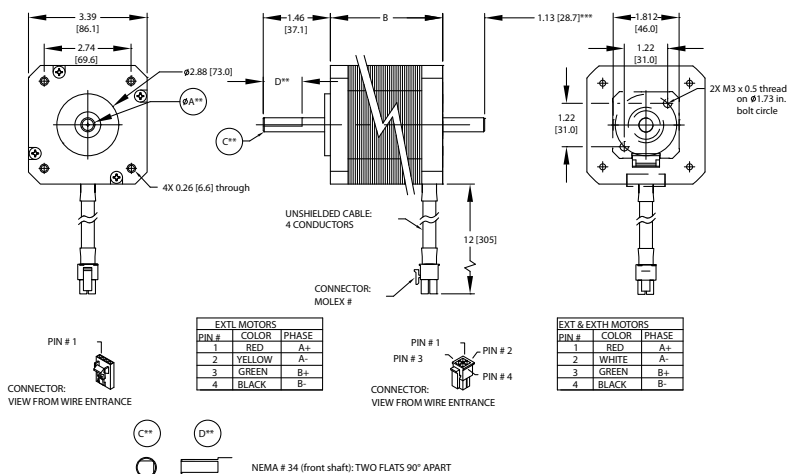 3.39
[86.1]
2.74
[69.6]
ø2.88 [73.0]
øA**
4X 0.26 [6.6] through
1.46
[37.1]
B
1.13 [28.7]***
D**
C**
UNSHIELDED CABLE:
4 CONDUCTORS
12 [305]
CONNECTOR:
MOLEX #
1.812
[46.0]
1.22
[31.0]
1.22
[31.0]
2X M3 x 0.5 thread
on ø1.73 in.
bolt circle
PIN # 1
CONNECTOR:
VIEW FROM WIRE ENTRANCE
EXTL MOTORS
PIN # COLOR PHASE
1 RED A+
2 YELLOW A-
3 GREEN B+
4 BLACK B-
PIN # 1
PIN # 2
PIN # 3
PIN # 4
CONNECTOR:
VIEW FROM WIRE ENTRANCE
EXT & EXTH MOTORS
PIN # COLOR PHASE
1 RED A+
2 WHITE A-
3 GREEN B+
4 BLACK B-
C** D**
NEMA # 34 (front shaft): TWO FLATS 90° APART